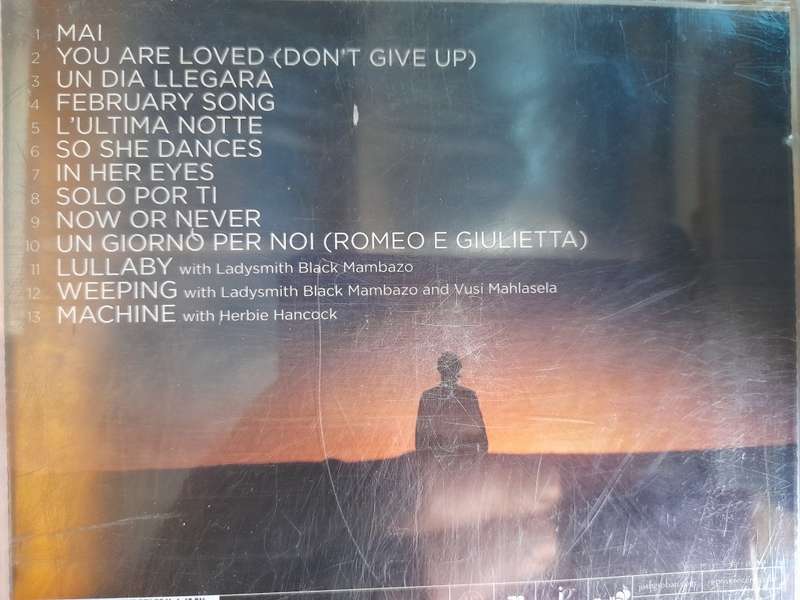 1 MAI
2 YOU ARE LOVED (DON'T GIVE UP)
3 UN DIA LLEGARA
4 FEBRUARY SONG
5 L'ULTIMA NOTTE
6 SO SHE DANCES
7 IN HER EYES
8 SOLO POR TI
9 NOW OR NEVER
10 UN GIORNO PER NOI (ROMEO E GIULIETTA)
11 LULLABY with Ladysmith Black Mambazo
12 WEEPING with Ladysmith Black Mambazo and Vusi Mahlasela
13 MACHINE with Herbie Hancock